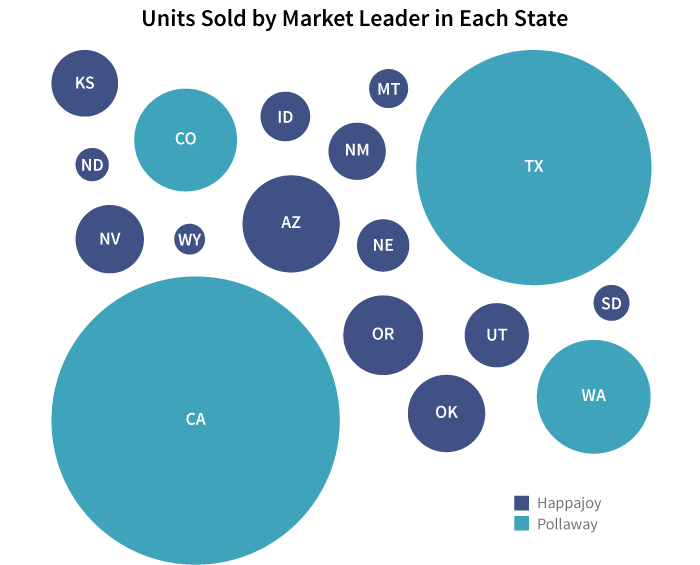 Units Sold by Market Leader in Each State
KS
MT
ID
CO
NM
ND
TX
AZ
NV
WY
NE
SD
OR
UT
WA
OK
CA
Happajoy
Pollaway